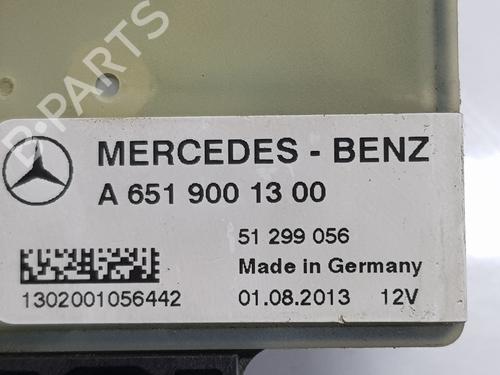 MERCEDES - BENZ
A 651 900 13 00
51 299 056
Made in Germany
1302001056442 01.08.2013 12V
B-PARTS